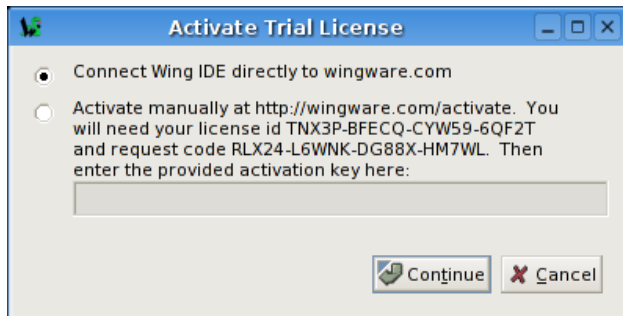 Activate Trial License
Connect Wing IDE directly to wingware.com
Activate manually at http://wingware.com/activate. You
will need your license id TNX3P-BFECQ-CYW59-6QF2T
and request code RLX24-L6WNK-DG88X-HM7WL. Then
enter the provided activation key here:
Continue
Cancel